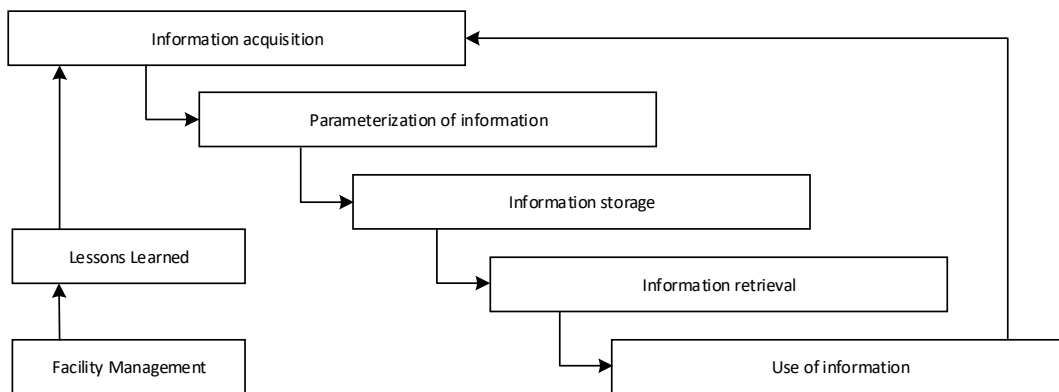 Information acquisition
Parameterization of information
Information storage
Lessons Learned
Information retrieval
Facility Management
Use of information